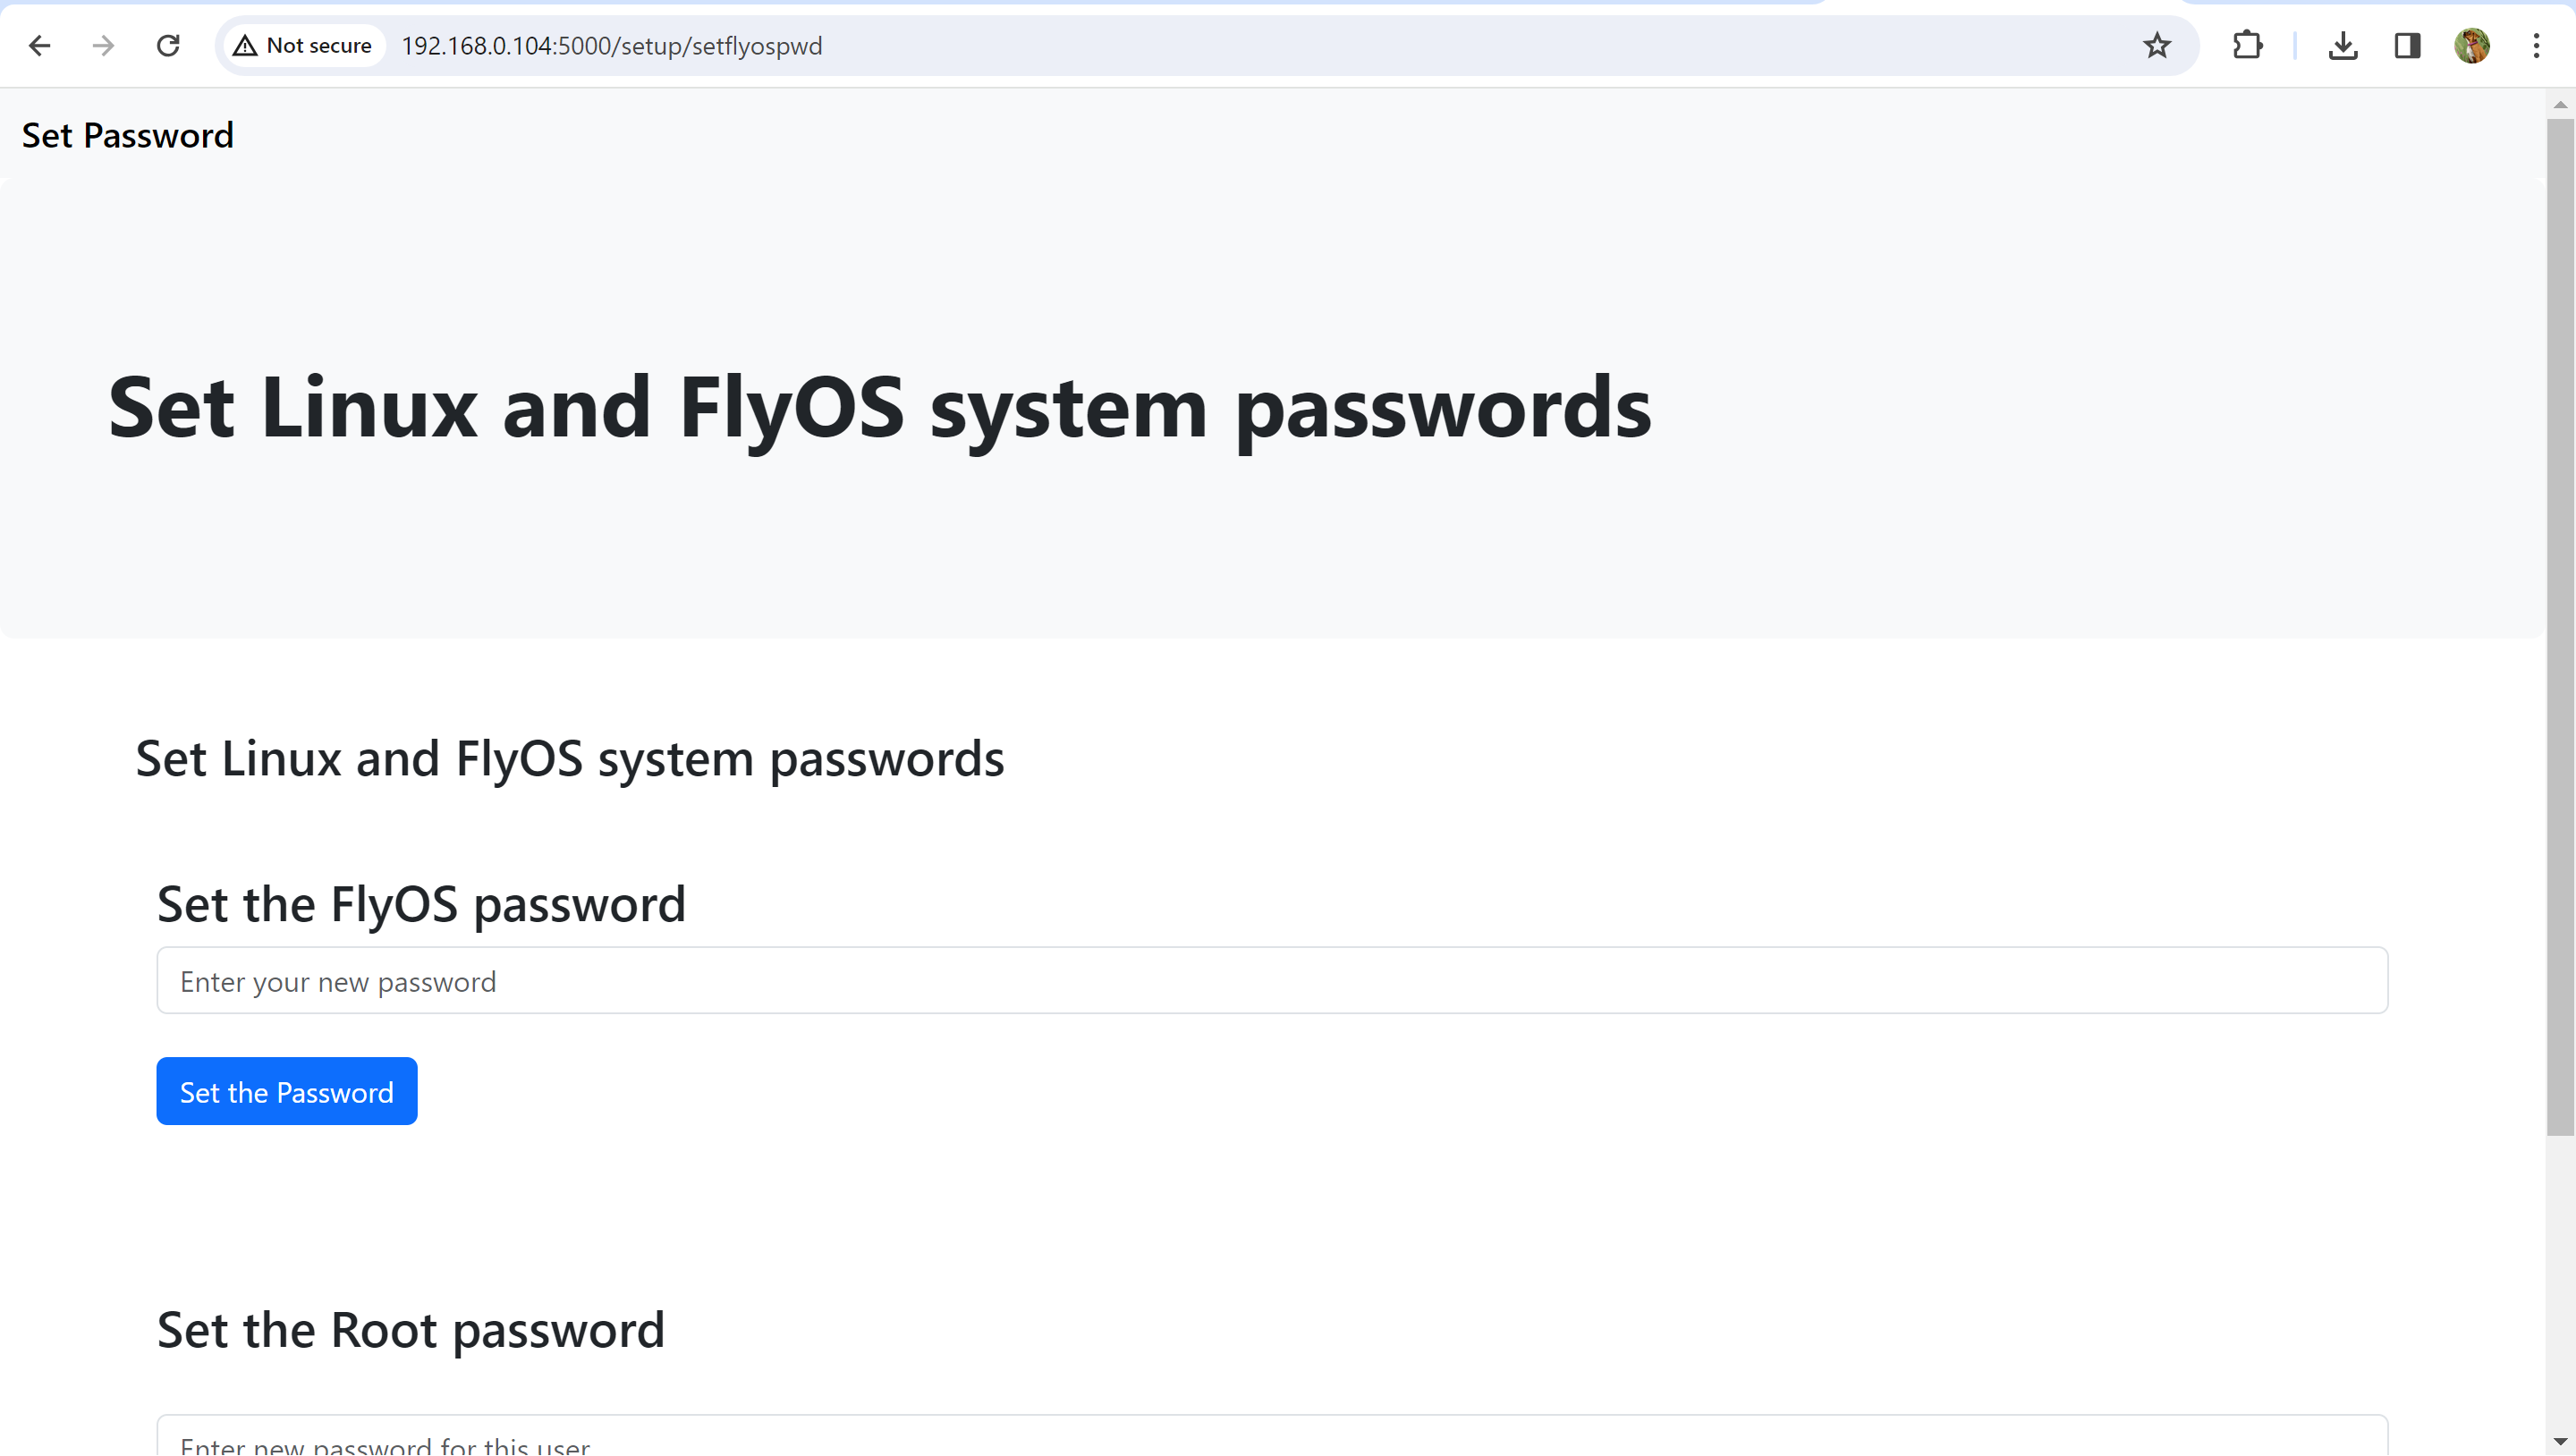 Not secure 192.168.0.104:5000/setup/setflyospwd
Set Password
Set Linux and FlyOS system passwords
Set Linux and FlyOS system passwords
Set the FlyOS password
Enter your new password
Set the Password
Set the Root password
Enter new password for this user